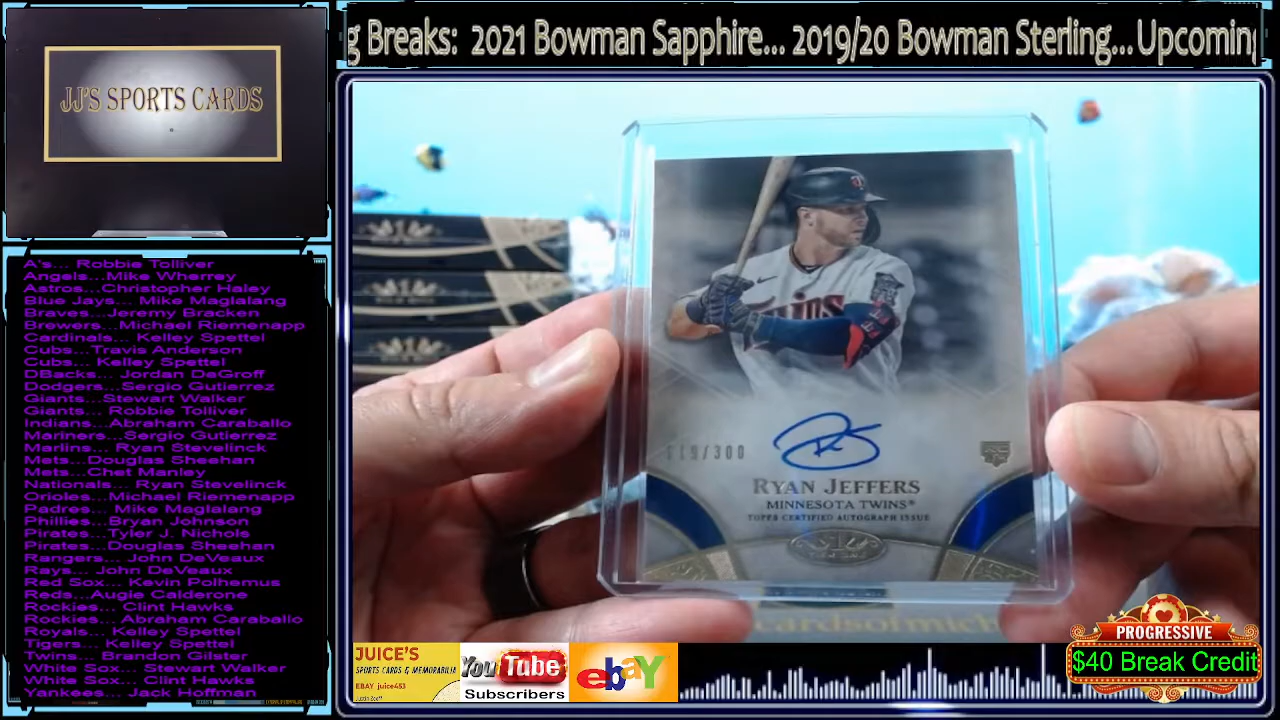 g Breaks: 2021 Bowman Sapphire... 2019/20 Bowman Sterling... Upcoming
JJ'S SPORTS CARDS
A's... Robbie Tolliver
Angels...Mike Wherrey
Astros...Christopher Haley
Blue Jays... Mike Maglalang
Braves...Jeremy Bracken
Brewers...Michael Riemenapp
Cardinals... Kelley Spettel
Cubs...Travis Anderson
Cubs... Kelley Spettel
DBacks... Jordan DeGroff
Dodgers...Sergio Gutierrez
Giants...Stewart Walker
Giants... Robbie Tolliver
Indians...Abraham Caraballo
Mariners...Sergio Gutierrez
Marlins... Ryan Stevelinck
Mets...Douglas Sheehan
Mets...Chet Manley
Nationals... Ryan Stevelinck
Orioles...Michael Riemenapp
Padres... Mike Maglalang
Phillies...Bryan Johnson
Pirates...Tyler J. Nichols
Pirates...Douglas Sheehan
Rangers... John DeVeaux
Rays... John DeVeaux
Red Sox... Kevin Polhemus
Reds...Augie Calderone
Rockies... Clint Hawks
Rockies... Abraham Caraballo
Royals... Kelley Spettel
Tigers... Kelley Spettel
Twins... Brandon Gilster
White Sox... Stewart Walker
White Sox... Clint Hawks
Yankees... Jack Hoffman
/300
RC
RYAN JEFFERS
MINNESOTA TWINS®
TOPPS CERTIFIED AUTOGRAPH ISSUE
JUICE'S
SPORTS CARDS & MEMORABILIA
EBAY juice453
YouTube
Subscribers
ebaY
PROGRESSIVE
$40 Break Credit